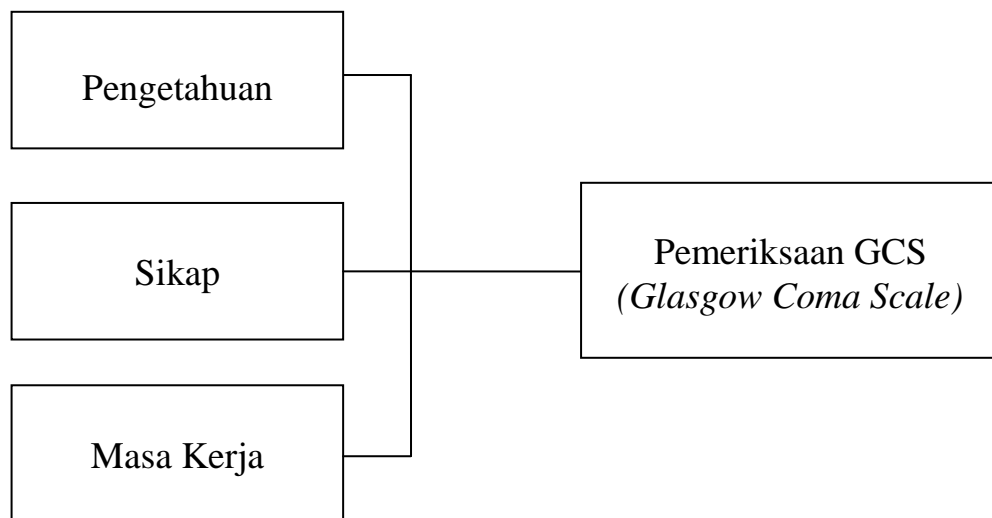 Pengetahuan
Sikap
Pemeriksaan GCS
(Glasgow Coma Scale)
Masa Kerja